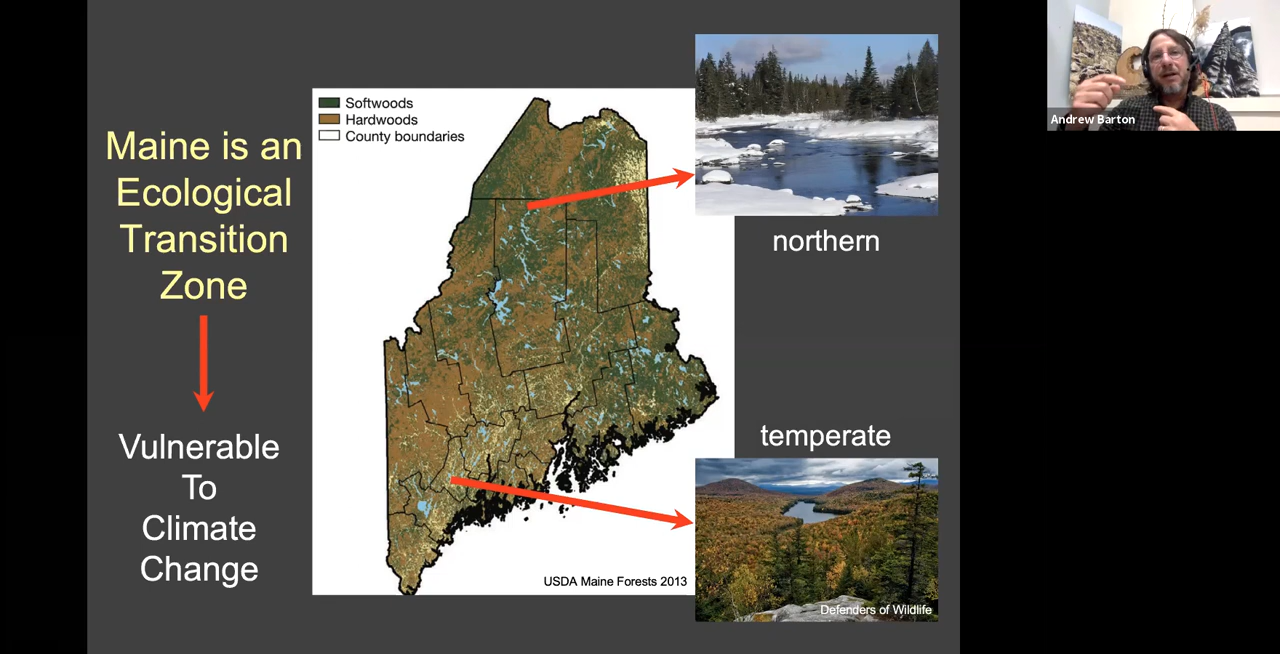 Maine is an
Ecological
Transition
Zone
Vulnerable
To
Climate
Change
Softwoods
Hardwoods
County boundaries
USDA Maine Forests 2013
northern
temperate
Defenders of Wildlife
Andrew Barton